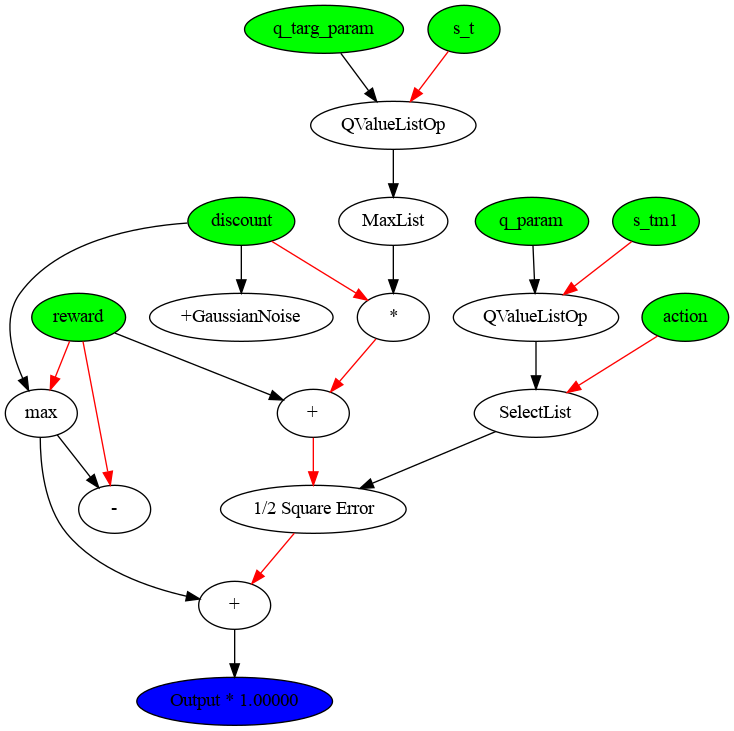 q_targ_param
s_t
QValueListOp
discount
MaxList
q_param
s_tm1
reward
+GaussianNoise
*
QValueListOp
action
max
+
SelectList
-
1/2 Square Error
+
Output * 1.00000